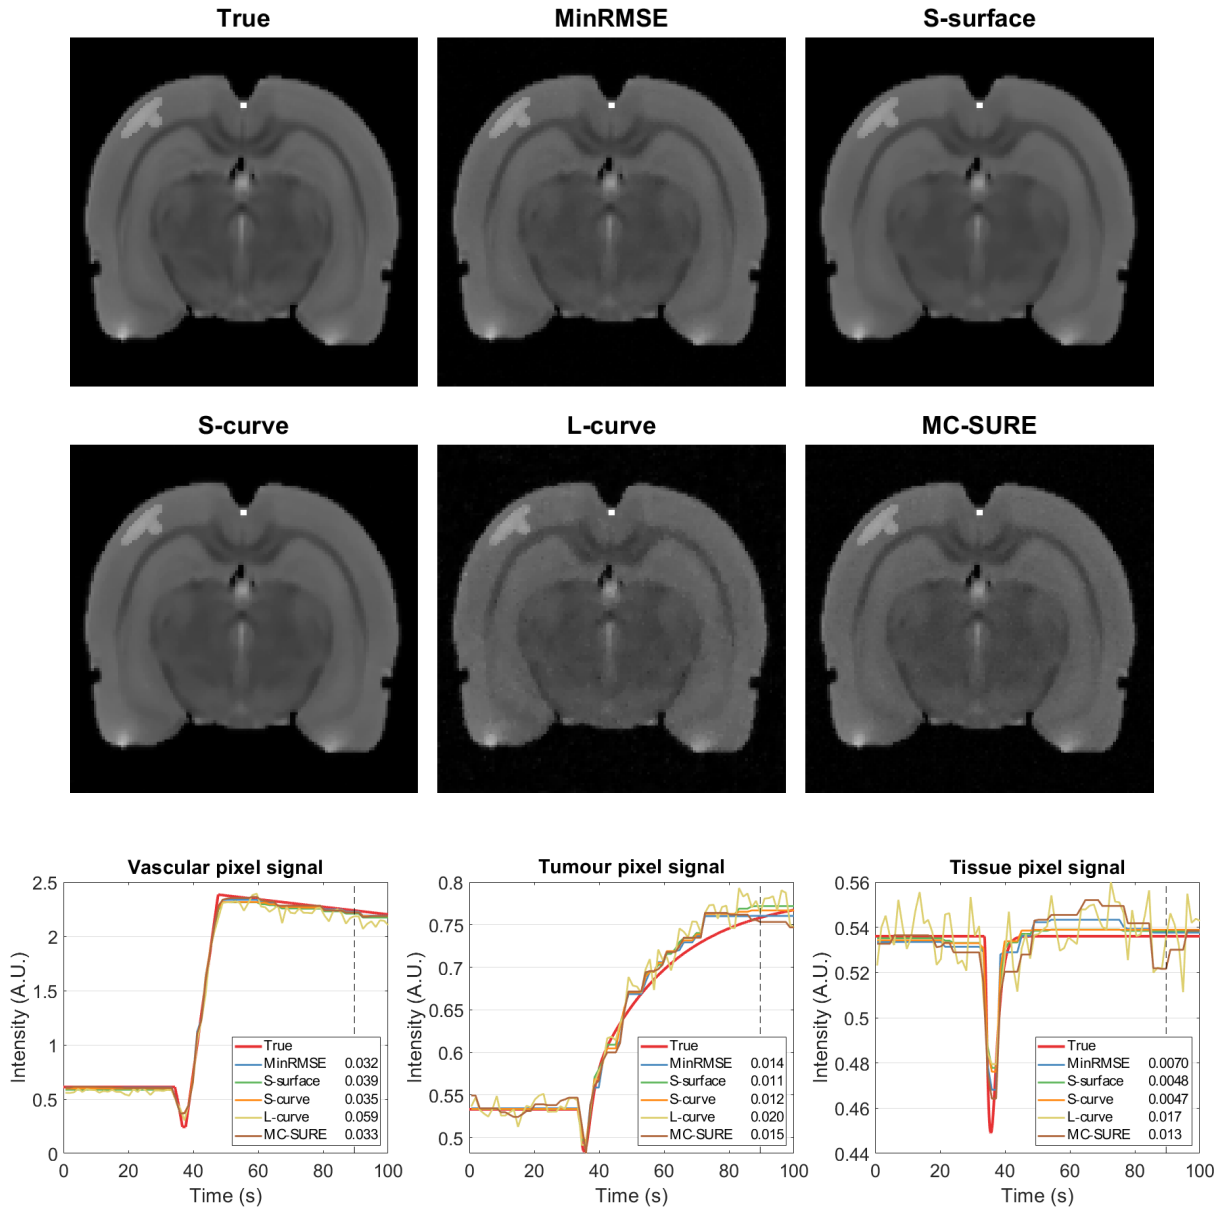 True
MinRMSE
S-surface
S-curve
L-curve
MC-SURE
Vascular pixel signal
Intensity (A.U.)
2.5
2
1.5
1
0.5
0
True
MinRMSE 0.032
S-surface 0.039
S-curve 0.035
L-curve 0.059
MC-SURE 0.033
0 20 40 60 80 100
Time (s)
Tumour pixel signal
Intensity (A.U.)
0.8
0.75
0.7
0.65
0.6
0.55
0.5
True
MinRMSE 0.014
S-surface 0.011
S-curve 0.012
L-curve 0.020
MC-SURE 0.015
0 20 40 60 80 100
Time (s)
Tissue pixel signal
Intensity (A.U.)
0.56
0.54
0.52
0.5
0.48
0.46
0.44
True
MinRMSE 0.0070
S-surface 0.0048
S-curve 0.0047
L-curve 0.017
MC-SURE 0.013
0 20 40 60 80 100
Time (s)